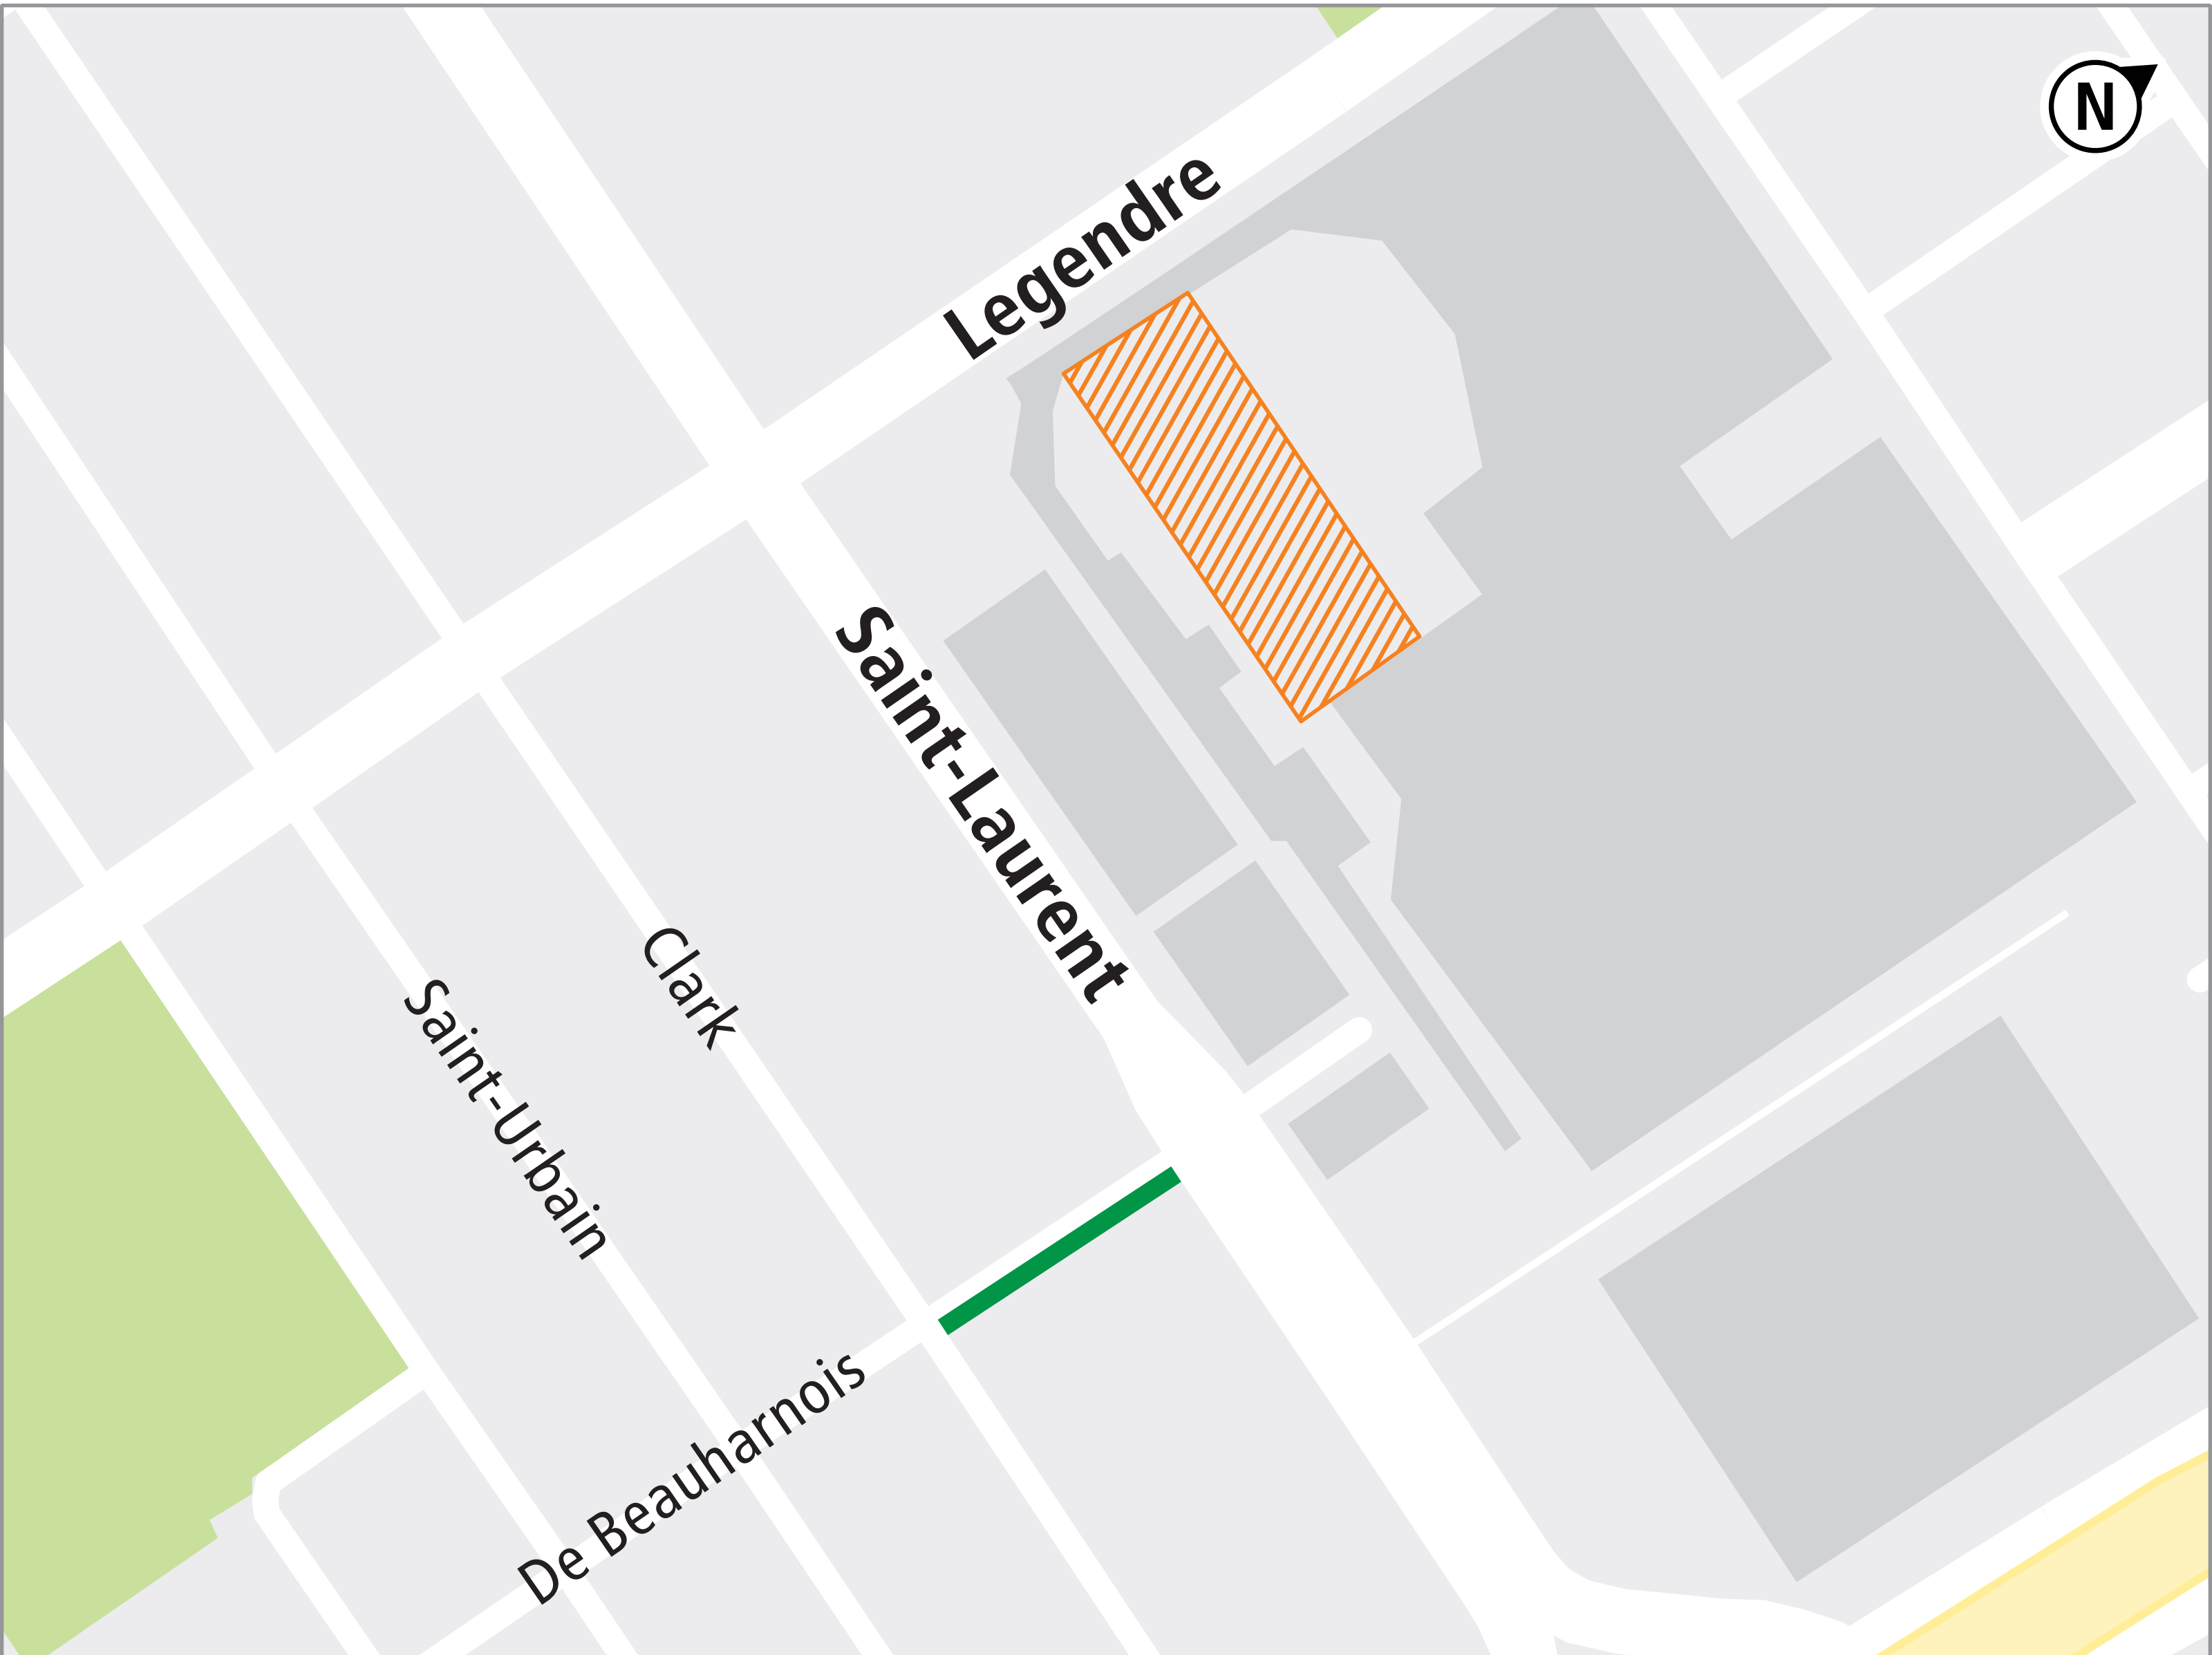 N
Legendre
Saint-Laurent
Clark
Saint-Urbain
De Beauharnois